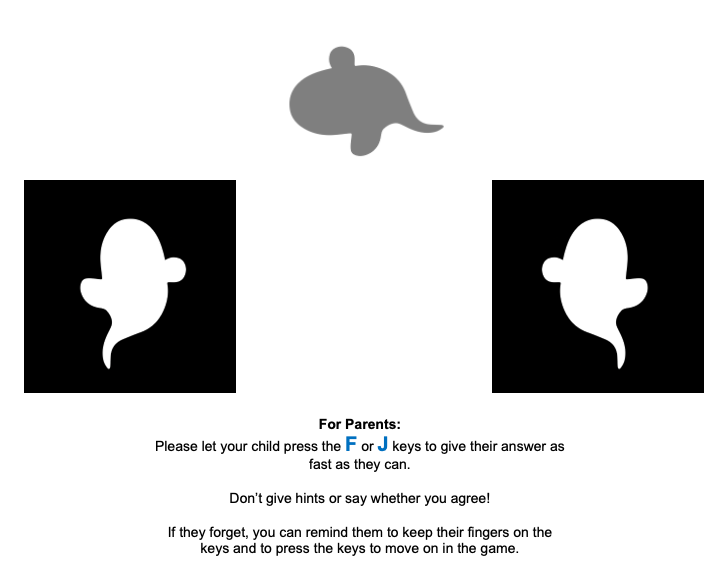 For Parents:
Please let your child press the F or J keys to give their answer as
fast as they can.
Don't give hints or say whether you agree!
If they forget, you can remind them to keep their fingers on the
keys and to press the keys to move on in the game.